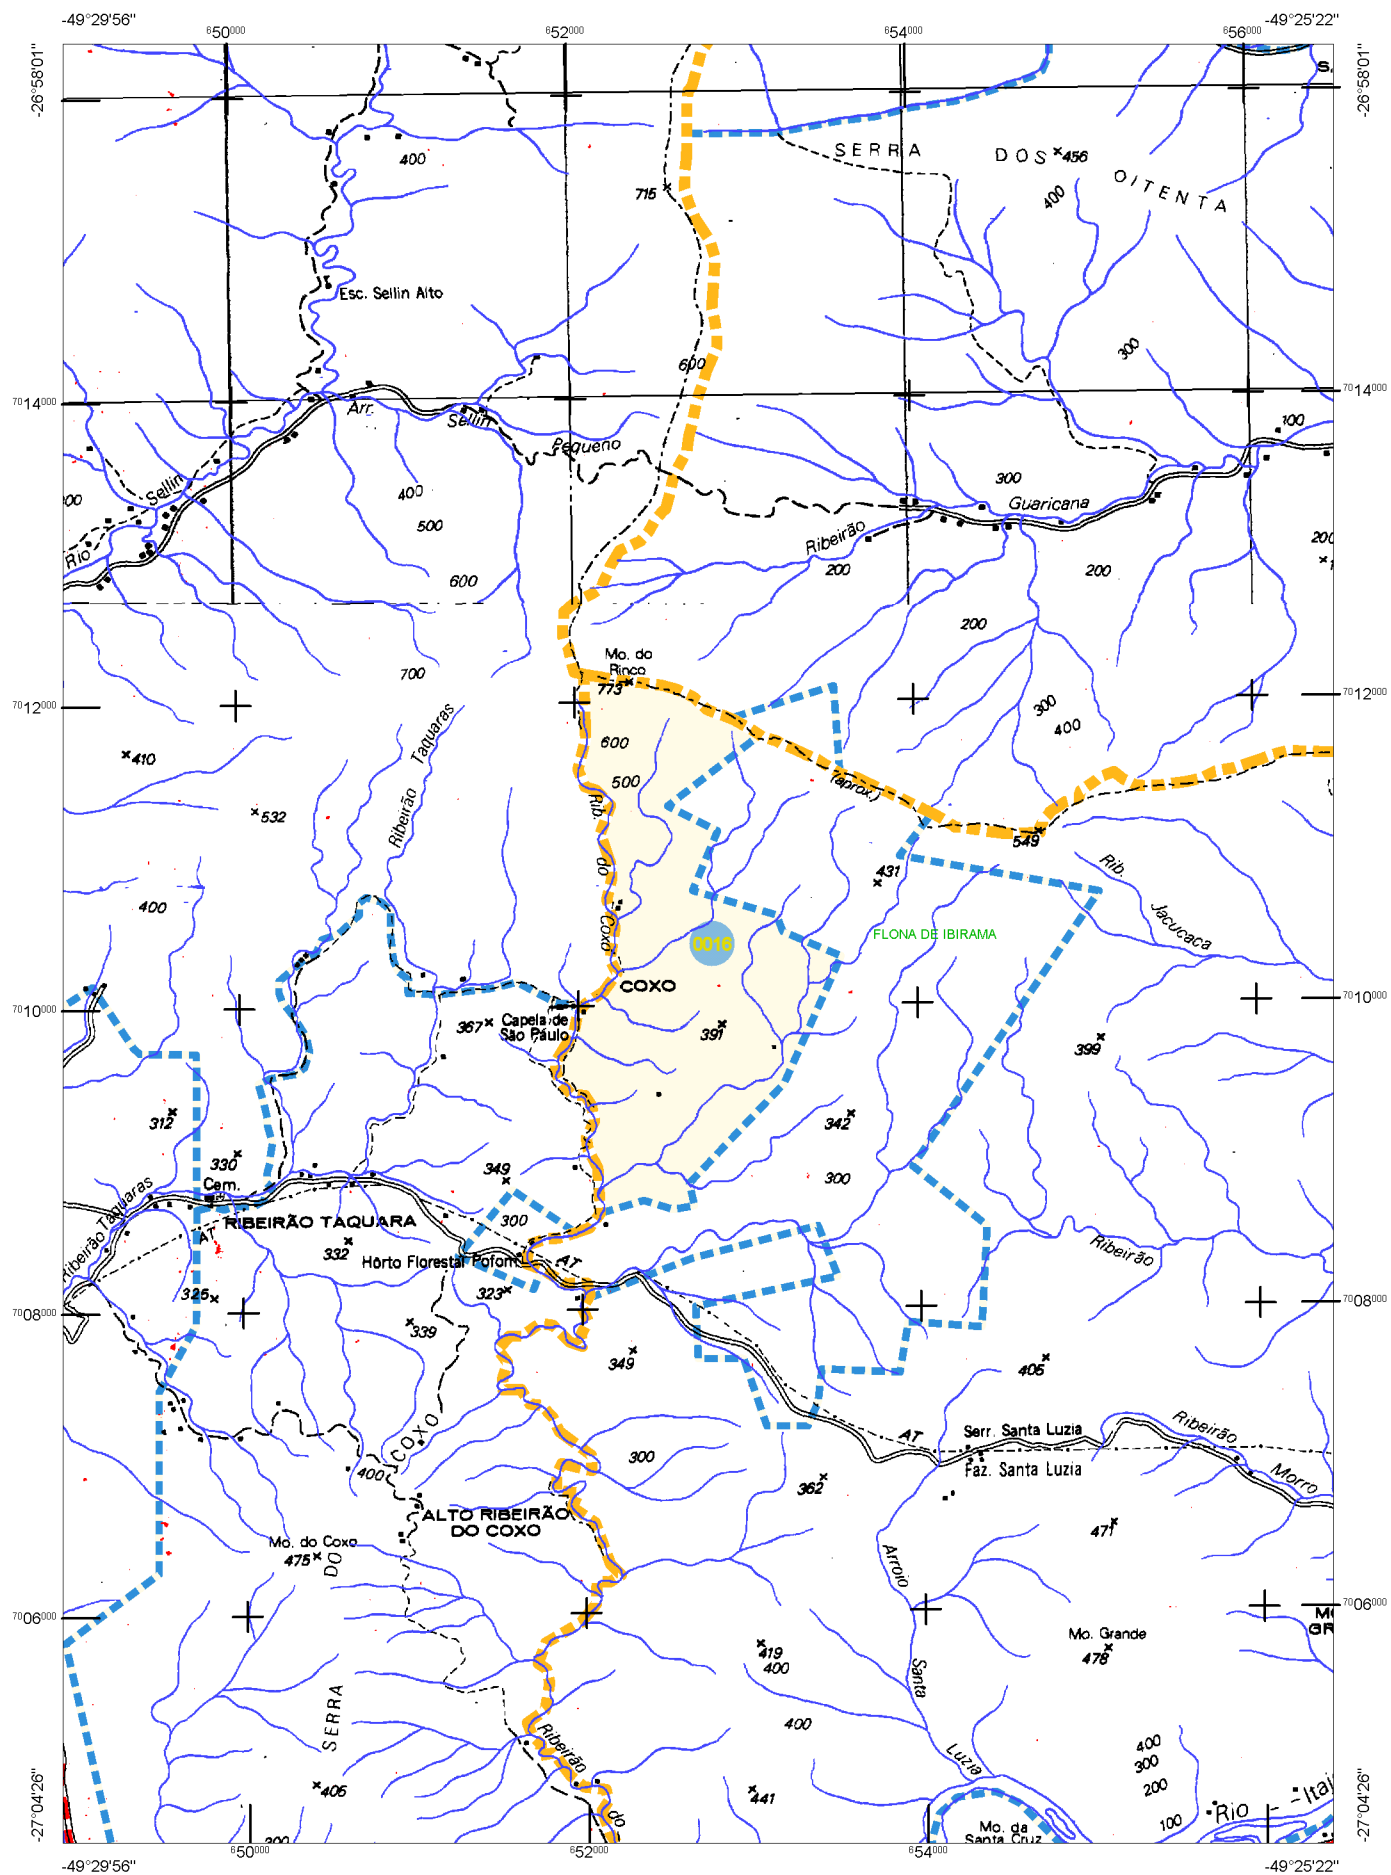 -49°29'56"
-49°25'22"
650000
652000
654000
656000
-26°58'01"
-26°58'01"
S.
SERRA
DOS
456
OITENTA
400
400
715
Esc. Sellin Alto
300
600
7014000
7014000
Arr.
Sellin
Pequeno
100
Sellin
400
300
Guaricana
500
Ribeirão
Rio
200
200
600
200
Mo. do
Rinco
700
773
7012000
7012000
300
400
600
410
500
Ribeirão Taquaras
(aprox.)
Rib.
532
549
431
Rib.
do
Jacucaca
400
Coxo
FLONA DE IBIRAMA
0016
COXO
7010000
7010000
367
Capela de
São Paulo
391
399
312
342
330
349
300
Cem.
Ribeirão Taquaras
RIBEIRÃO TAQUARA
300
AT
332
AT
Ribeirão
Hôrto Florestal Pofom
325
323
7008000
7008000
339
349
405
COXO
Ribeirão
AT
Serr. Santa Luzia
300
400
Faz. Santa Luzia
Morro
362
ALTO RIBEIRÃO
DO COXO
471
Mo. do Coxo
475
DO
Arroio
7006000
7006000
MO
GR
Mo. Grande
478
419
400
Santa
SERRA
400
400
Ribeirão
300
Luzia
406
441
200
100
Rio
Itaj
do
Mo. da
Santa Cruz
300
-27°04'26"
-27°04'26"
650000
652000
654000
-49°29'56"
-49°25'22"